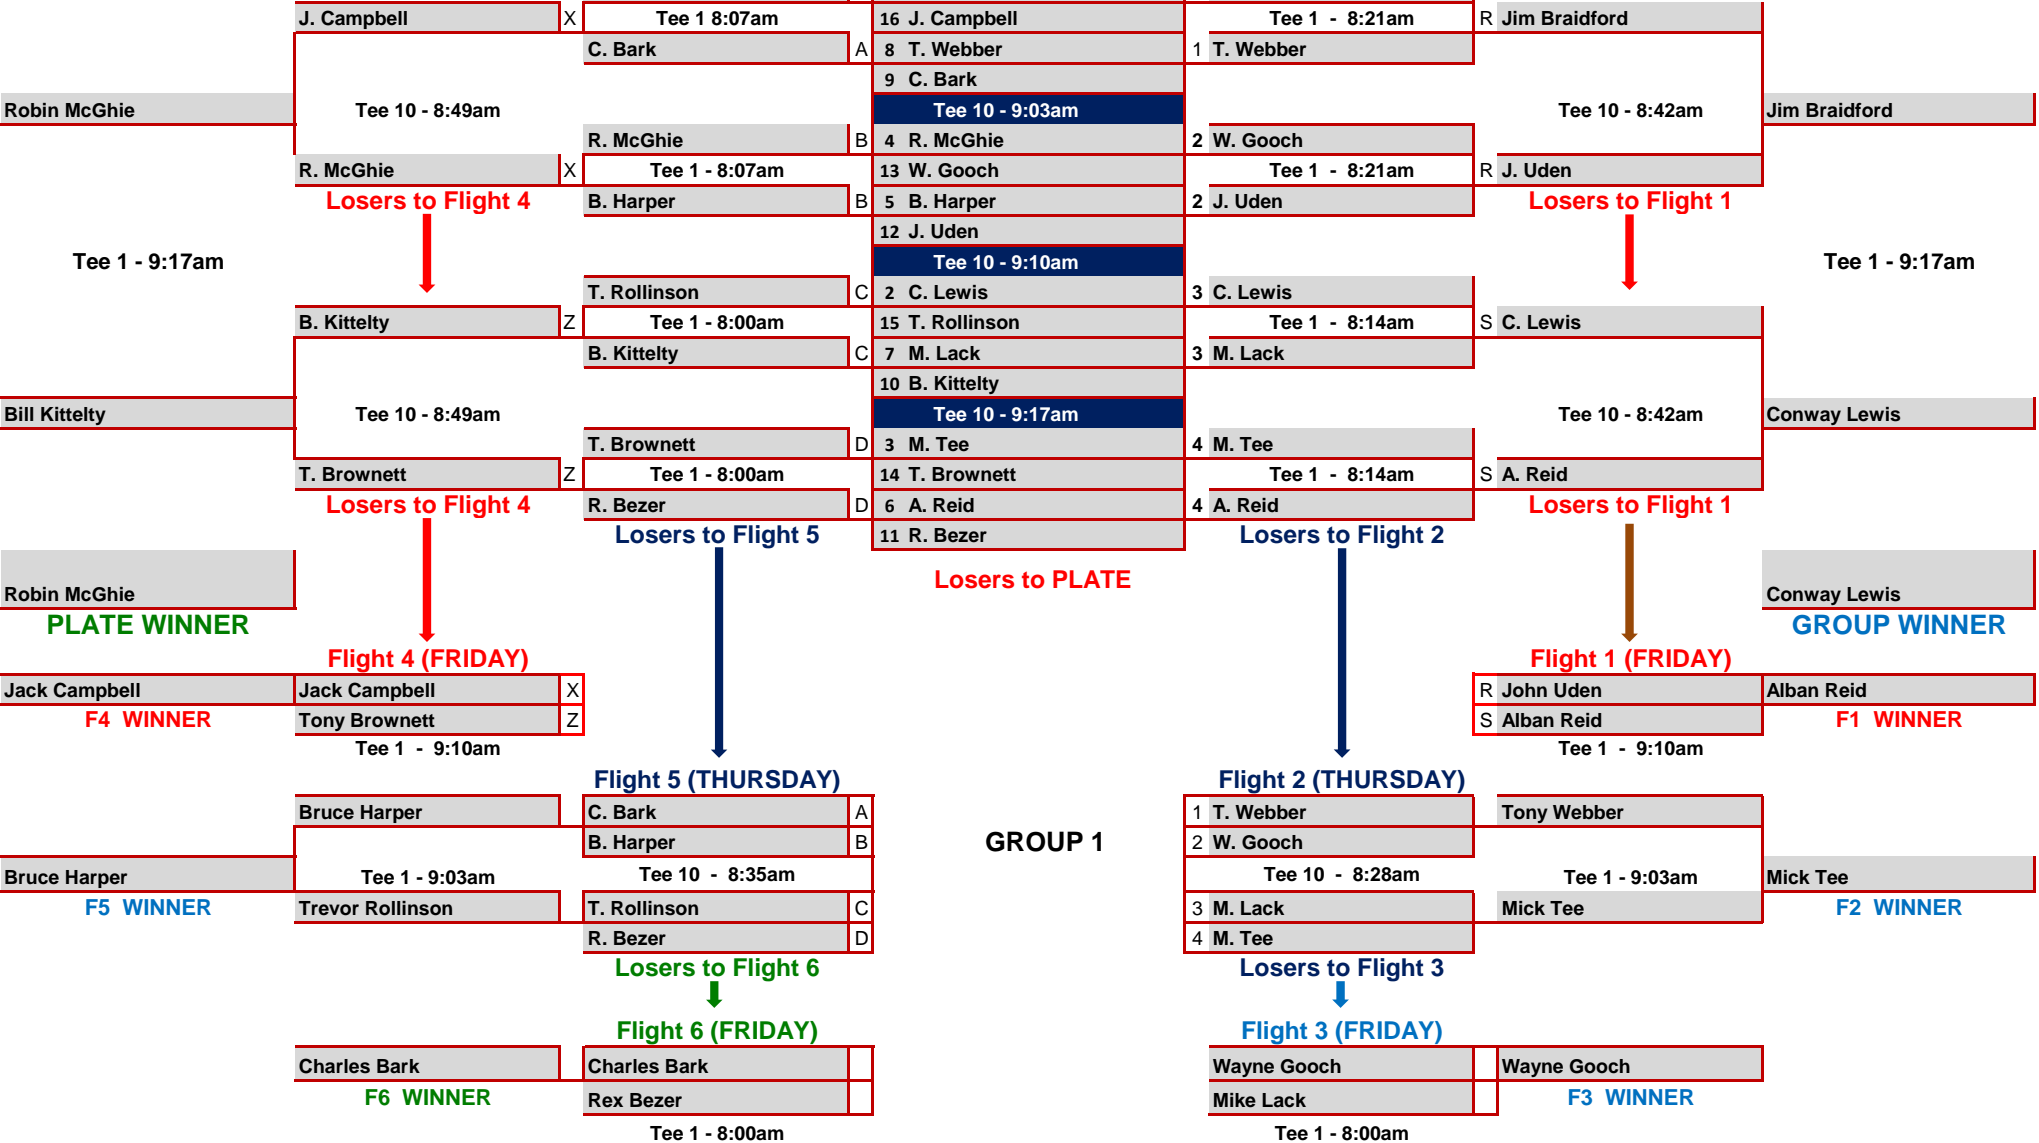 J. Campbell X Tee 1 8:07am 16 J. Campbell Tee 1 - 8:21am R Jim Braidford
C. Bark A 8 T. Webber 1 T. Webber
9 C. Bark
Robin McGhie Tee 10 - 8:49am Tee 10 - 9:03am Tee 10 - 8:42am Jim Braidford
R. McGhie B 4 R. McGhie 2 W. Gooch
R. McGhie X Tee 1 - 8:07am 13 W. Gooch Tee 1 - 8:21am R J. Uden
Losers to Flight 4 B. Harper B 5 B. Harper 2 J. Uden Losers to Flight 1
12 J. Uden
Tee 1 - 9:17am Tee 10 - 9:10am Tee 1 - 9:17am
T. Rollinson C 2 C. Lewis 3 C. Lewis
B. Kittelty Z Tee 1 - 8:00am 15 T. Rollinson Tee 1 - 8:14am S C. Lewis
B. Kittelty C 7 M. Lack 3 M. Lack
10 B. Kittelty
Bill Kittelty Tee 10 - 8:49am Tee 10 - 9:17am Tee 10 - 8:42am Conway Lewis
T. Brownett D 3 M. Tee 4 M. Tee
T. Brownett Z Tee 1 - 8:00am 14 T. Brownett Tee 1 - 8:14am S A. Reid
Losers to Flight 4 R. Bezer D 6 A. Reid 4 A. Reid Losers to Flight 1
Losers to Flight 5 11 R. Bezer Losers to Flight 2
Losers to PLATE
Robin McGhie Conway Lewis
PLATE WINNER GROUP WINNER
Flight 4 (FRIDAY) Flight 1 (FRIDAY)
Jack Campbell Jack Campbell X R John Uden Alban Reid
F4 WINNER Tony Brownett Z S Alban Reid F1 WINNER
Tee 1 - 9:10am Tee 1 - 9:10am
Flight 5 (THURSDAY) Flight 2 (THURSDAY)
Bruce Harper C. Bark A 1 T. Webber Tony Webber
B. Harper B GROUP 1 2 W. Gooch
Bruce Harper Tee 1 - 9:03am Tee 10 - 8:35am Tee 10 - 8:28am Tee 1 - 9:03am Mick Tee
F5 WINNER Trevor Rollinson T. Rollinson C 3 M. Lack Mick Tee F2 WINNER
R. Bezer D 4 M. Tee
Losers to Flight 6 Losers to Flight 3
Flight 6 (FRIDAY) Flight 3 (FRIDAY)
Charles Bark Charles Bark Wayne Gooch Wayne Gooch
F6 WINNER Rex Bezer Mike Lack F3 WINNER
Tee 1 - 8:00am Tee 1 - 8:00am